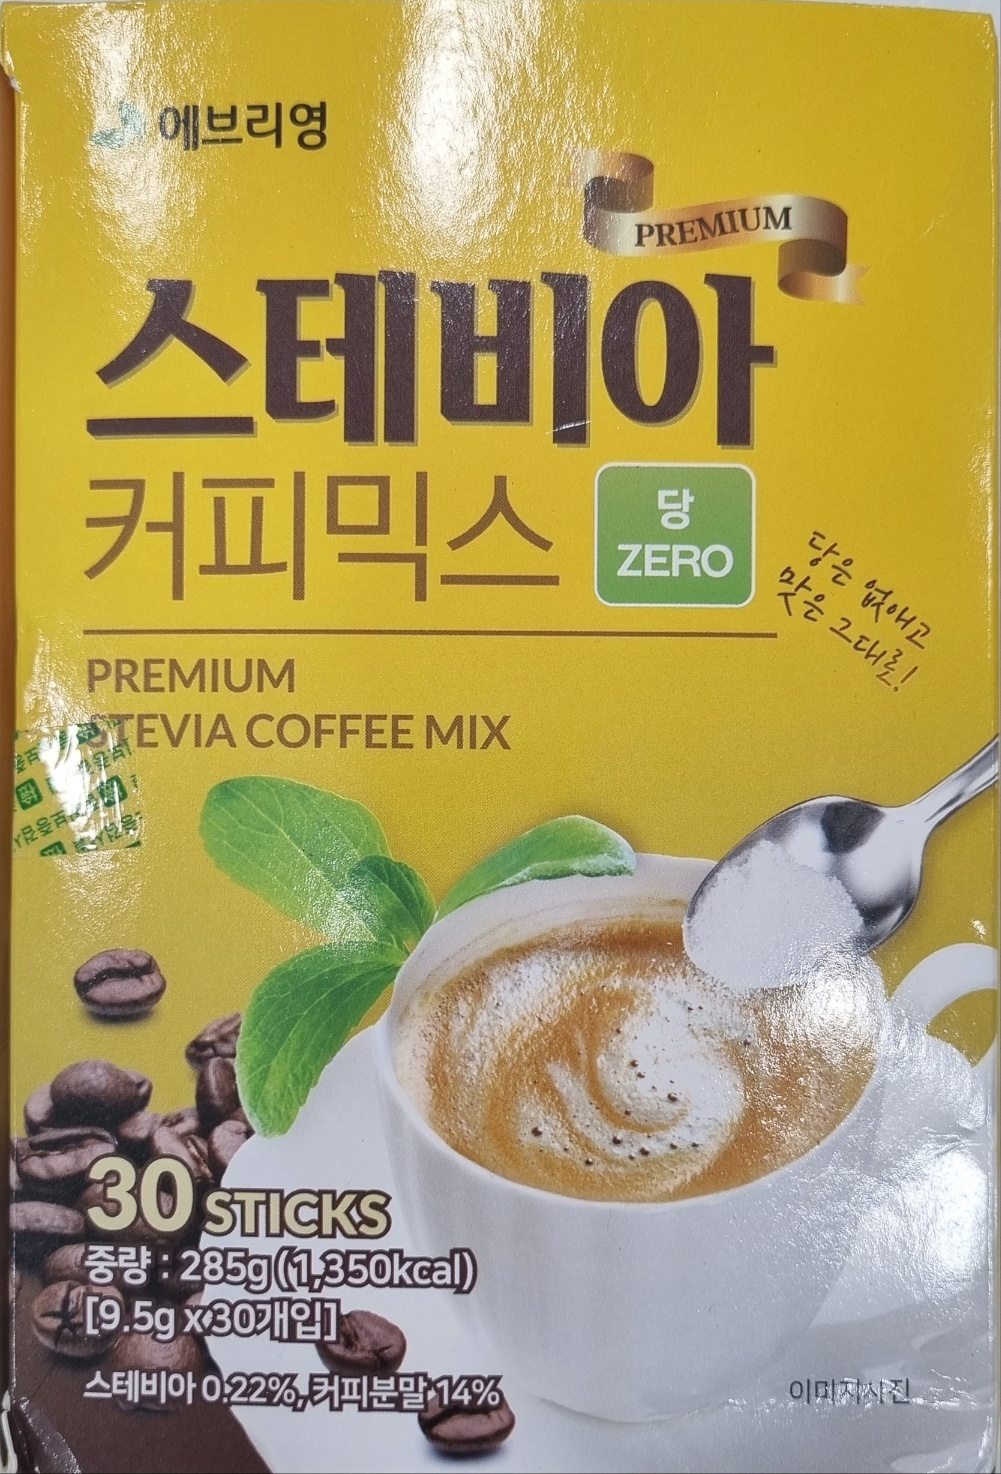 에브리영
PREMIUM
스테비아
커피믹스
당
ZERO
당은 없애고
맛은 그대로!
PREMIUM
STEVIA COFFEE MIX
30 STICKS
중량 : 285g(1,350kcal)
[9.5g x 30개입]
스테비아 0.22%, 커피분말 14%
이미지사진